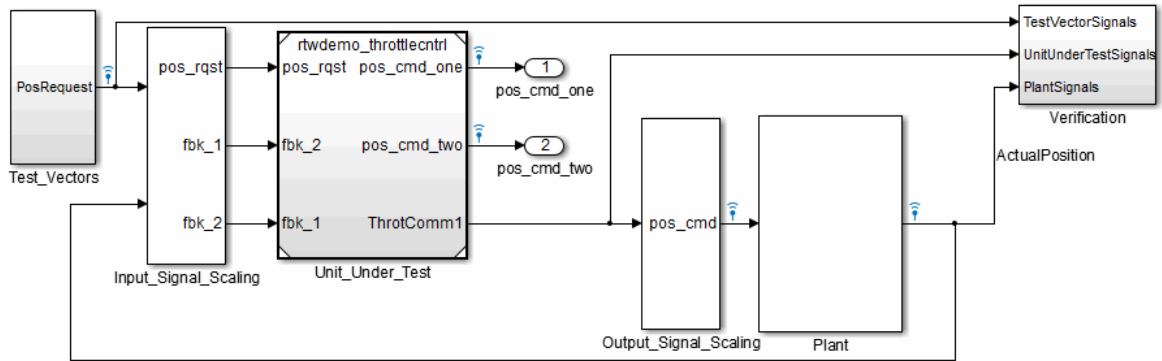 TestVectorSignals
rtwdemo_throttlecntrl
pos_rqst
pos_rqst
pos_cmd_one
1
UnitUnderTestSignals
PosRequest
pos_cmd_one
PlantSignals
Verification
fbk_1
fbk_2
pos_cmd_two
2
ActualPosition
Test_Vectors
pos_cmd_two
fbk_2
fbk_1
ThrotComm1
pos_cmd
Input_Signal_Scaling
Unit_Under_Test
Output_Signal_Scaling
Plant